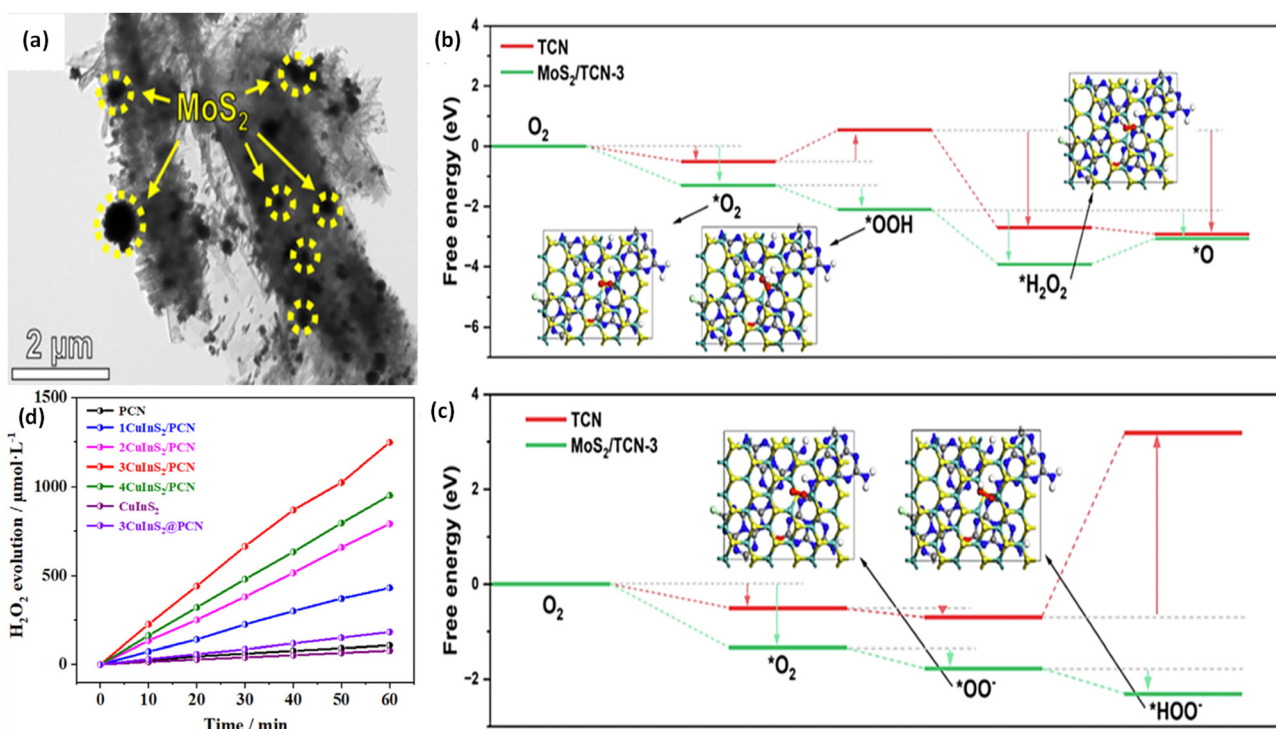 (a)
MoS₂
2 μm
(b)
4
2
0
−2
−4
−6
Free energy (eV)
TCN
MoS₂/TCN-3
O₂
*O₂
*OOH
*H₂O₂
*O
(d)
1500
1000
500
0
H₂O₂ evolution / μmol·L⁻¹
PCN
1CuInS₂/PCN
2CuInS₂/PCN
3CuInS₂/PCN
4CuInS₂/PCN
CuInS₂
3CuInS₂@PCN
0 10 20 30 40 50 60
Time / min
(c)
4
2
0
−2
Free energy (eV)
TCN
MoS₂/TCN-3
O₂
*O₂
*OO⁻
*HOO⁻